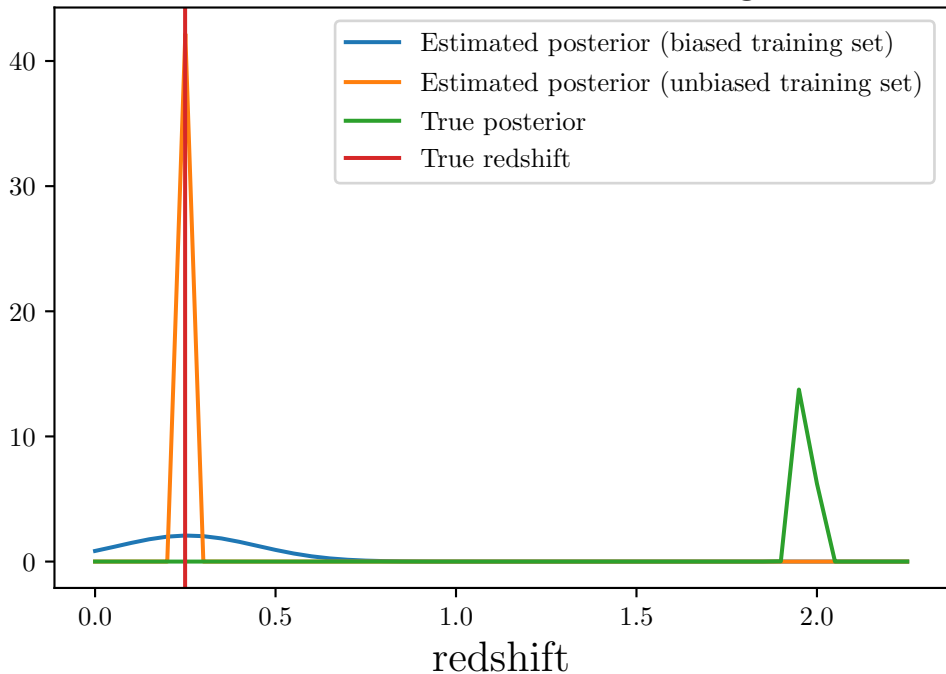 Estimated posterior (biased training set)
Estimated posterior (unbiased training set)
True posterior
True redshift
40
30
20
10
0
0.0 0.5 1.0 1.5 2.0
redshift